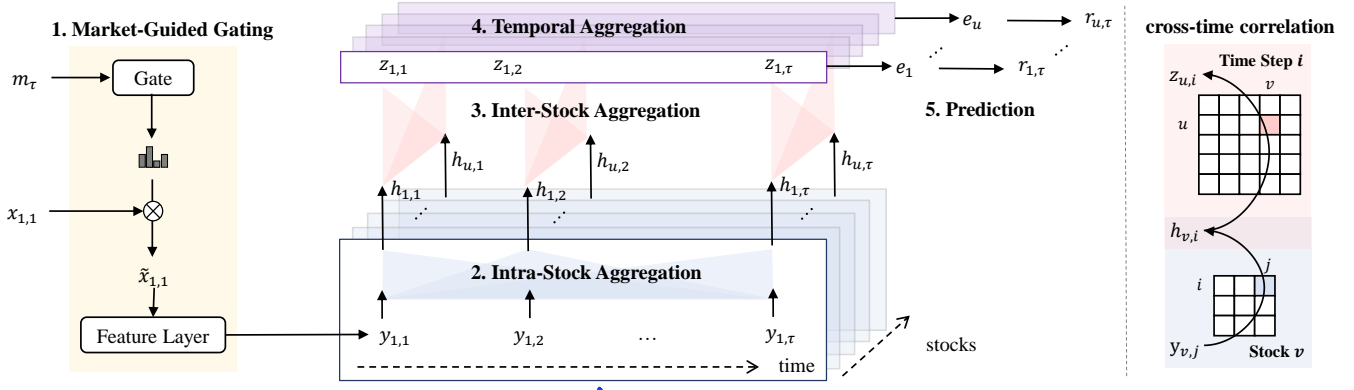 1. Market-Guided Gating
m_τ
Gate
x_{1,1}
x̃_{1,1}
Feature Layer
4. Temporal Aggregation
z_{1,1} z_{1,2} z_{1,τ}
e_u r_{u,τ}
⋰ ⋰
e_1 r_{1,τ}
3. Inter-Stock Aggregation
5. Prediction
h_{u,1} h_{u,2} h_{u,τ}
h_{1,1} h_{1,2} h_{1,τ}
⋰ ⋰ ⋰
2. Intra-Stock Aggregation
y_{1,1} y_{1,2} … y_{1,τ}
time
stocks
cross-time correlation
Time Step i
z_{u,i}
v
u
h_{v,i}
j
i
y_{v,j}
Stock v